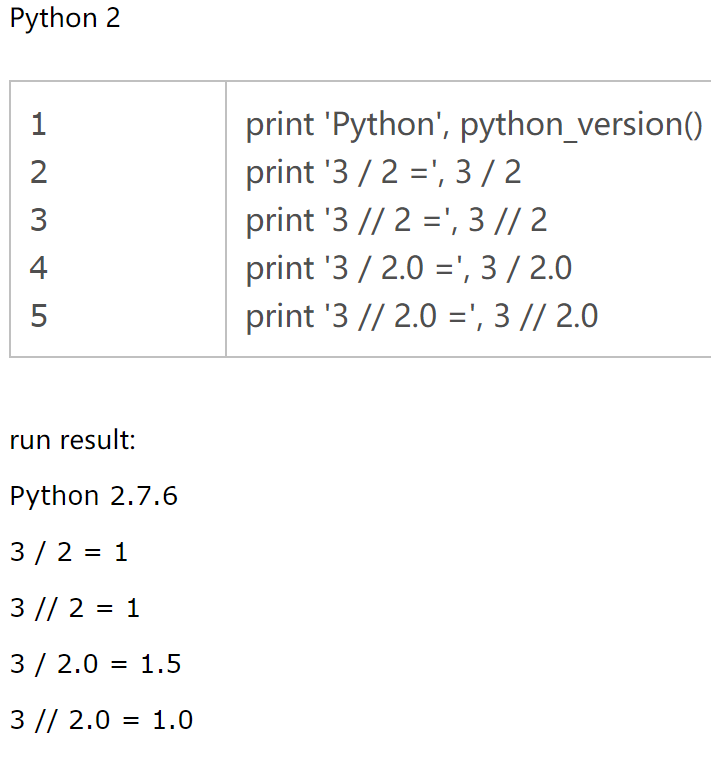 Python 2
1 print 'Python', python_version()
2 print '3 / 2 =', 3 / 2
3 print '3 // 2 =', 3 // 2
4 print '3 / 2.0 =', 3 / 2.0
5 print '3 // 2.0 =', 3 // 2.0
run result:
Python 2.7.6
3 / 2 = 1
3 // 2 = 1
3 / 2.0 = 1.5
3 // 2.0 = 1.0